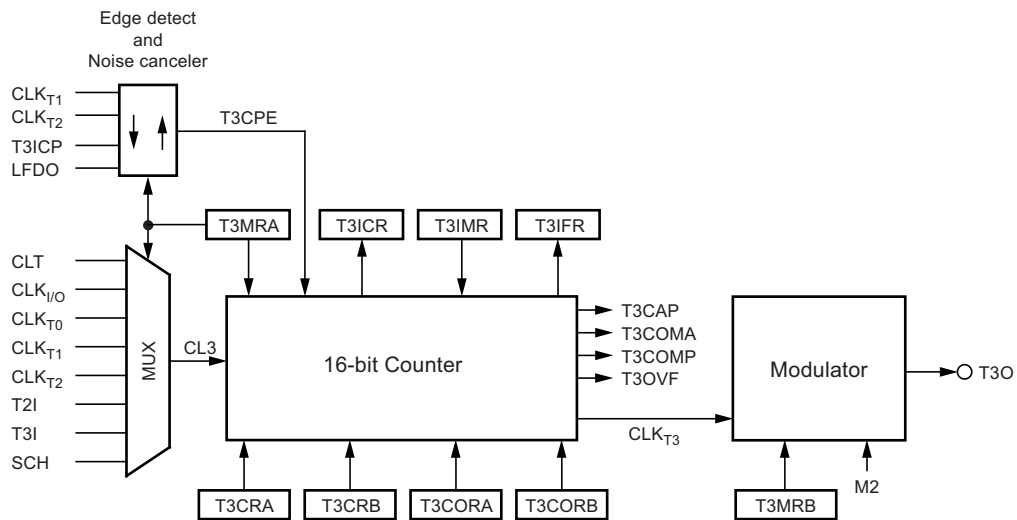 Edge detect
and
Noise canceler
CLKT1
CLKT2
T3ICP
LFDO
T3CPE
T3MRA
T3ICR
T3IMR
T3IFR
CLT
CLKI/O
CLKT0
CLKT1
CLKT2
T2I
T3I
SCH
MUX
CL3
16-bit Counter
T3CAP
T3COMA
T3COMP
T3OVF
CLKT3
Modulator
T3O
T3CRA
T3CRB
T3CORA
T3CORB
T3MRB
M2